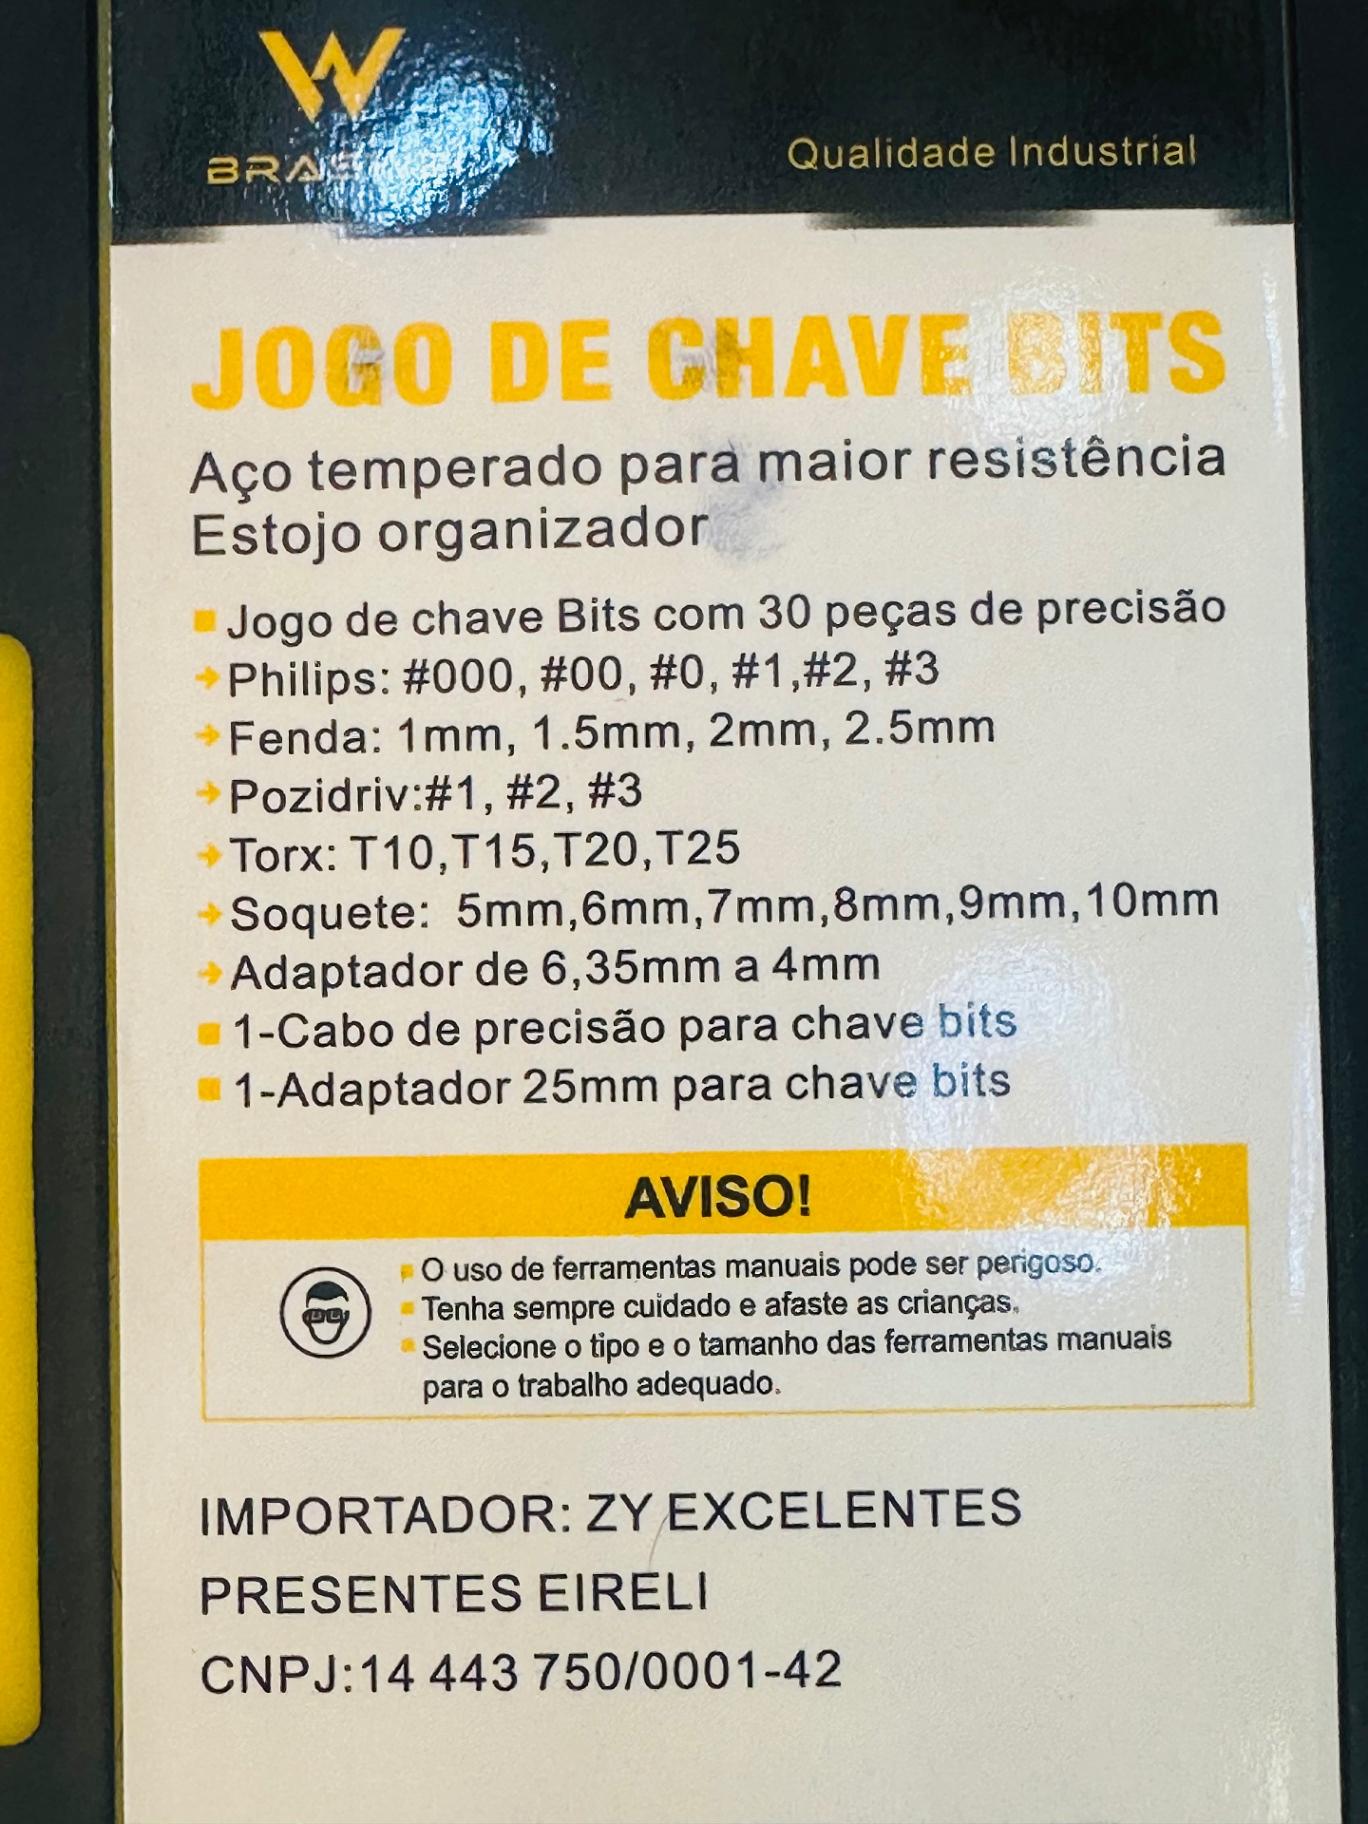 W
Qualidade Industrial
JOGO DE CHAVE BITS
Aço temperado para maior resistência
Estojo organizador
Jogo de chave Bits com 30 peças de precisão
Philips: #000, #00, #0, #1,#2, #3
Fenda: 1mm, 1.5mm, 2mm, 2.5mm
Pozidriv:#1, #2, #3
Torx: T10,T15,T20,T25
Soquete: 5mm,6mm,7mm,8mm,9mm,10mm
Adaptador de 6,35mm a 4mm
1-Cabo de precisão para chave bits
1-Adaptador 25mm para chave bits
AVISO!
O uso de ferramentas manuais pode ser perigoso.
Tenha sempre cuidado e afaste as crianças.
Selecione o tipo e o tamanho das ferramentas manuais
para o trabalho adequado.
IMPORTADOR: ZY EXCELENTES
PRESENTES EIRELI
CNPJ:14 443 750/0001-42